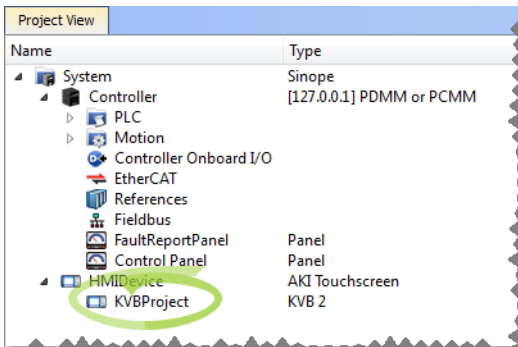 Project View
Name Type
System Sinope
Controller [127.0.0.1] PDMM or PCMM
PLC
Motion
Controller Onboard I/O
EtherCAT
References
Fieldbus
FaultReportPanel Panel
Control Panel Panel
HMIDevice AKI Touchscreen
KVBProject KVB 2